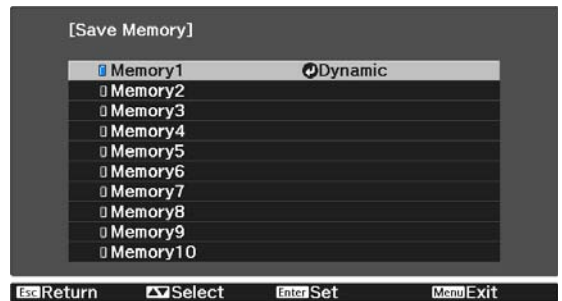 [Save Memory]
Memory1 Dynamic
Memory2
Memory3
Memory4
Memory5
Memory6
Memory7
Memory8
Memory9
Memory10
Esc Return Select Enter Set Menu Exit